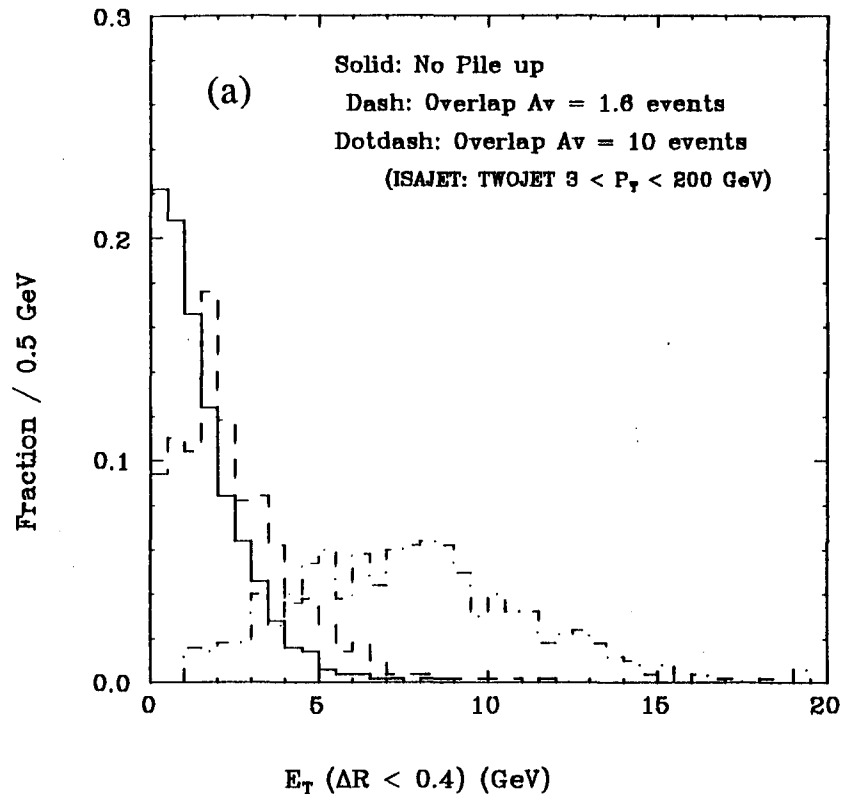 0.3
Solid: No Pile up
(a)
Dash: Overlap Av = 1.6 events
Dotdash: Overlap Av = 10 events
(ISAJET: TWOJET 3 < P_T < 200 GeV)
0.2
Fraction / 0.5 GeV
0.1
0.0
0 5 10 15 20
E_T (ΔR < 0.4) (GeV)